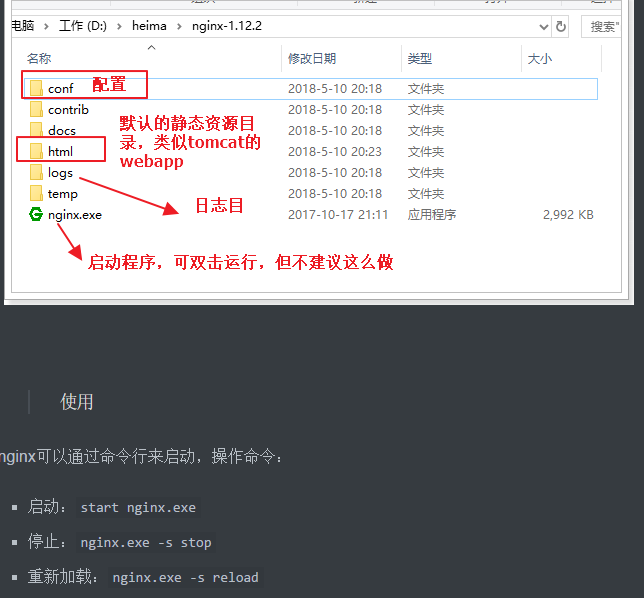 电脑 › 工作 (D:) › heima › nginx-1.12.2 搜索"
名称 修改日期 类型 大小
conf 配置 2018-5-10 20:18 文件夹
contrib 2018-5-10 20:18 文件夹
docs 2018-5-10 20:18 文件夹
html 2018-5-10 20:23 文件夹
logs 2018-5-10 20:18 文件夹
temp 2018-5-10 20:18 文件夹
nginx.exe 2017-10-17 21:11 应用程序 2,992 KB
默认的静态资源目
录，类似tomcat的
webapp
日志目
启动程序，可双击运行，但不建议这么做
使用
nginx可以通过命令行来启动，操作命令：
启动： start nginx.exe
停止： nginx.exe -s stop
重新加载： nginx.exe -s reload